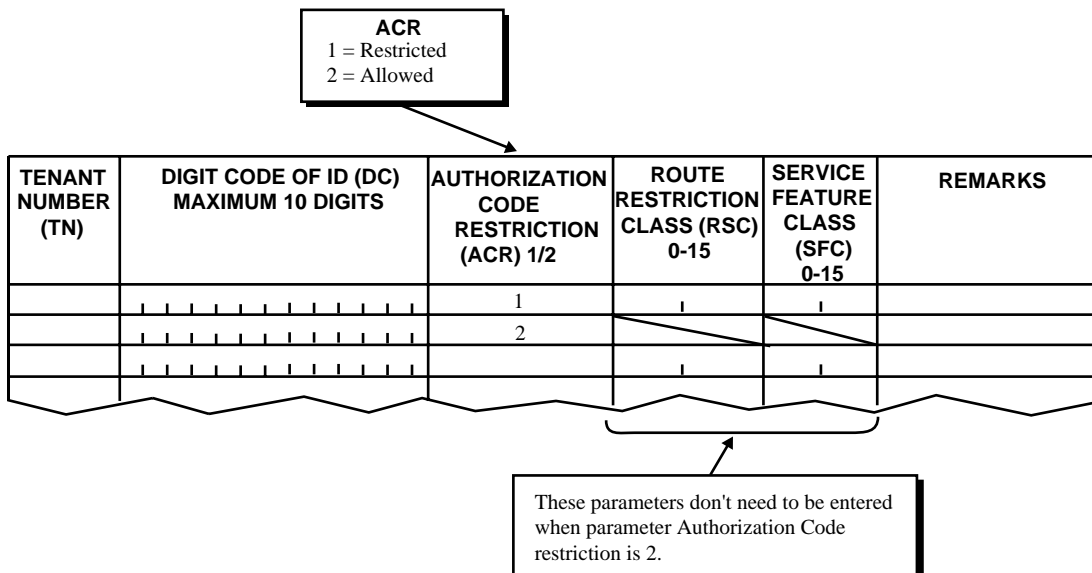 ACR
1 = Restricted
2 = Allowed
TENANT
NUMBER
(TN)
DIGIT CODE OF ID (DC)
MAXIMUM 10 DIGITS
AUTHORIZATION
CODE
RESTRICTION
(ACR) 1/2
ROUTE
RESTRICTION
CLASS (RSC)
0-15
SERVICE
FEATURE
CLASS
(SFC)
0-15
REMARKS
1
2
These parameters don't need to be entered
when parameter Authorization Code
restriction is 2.